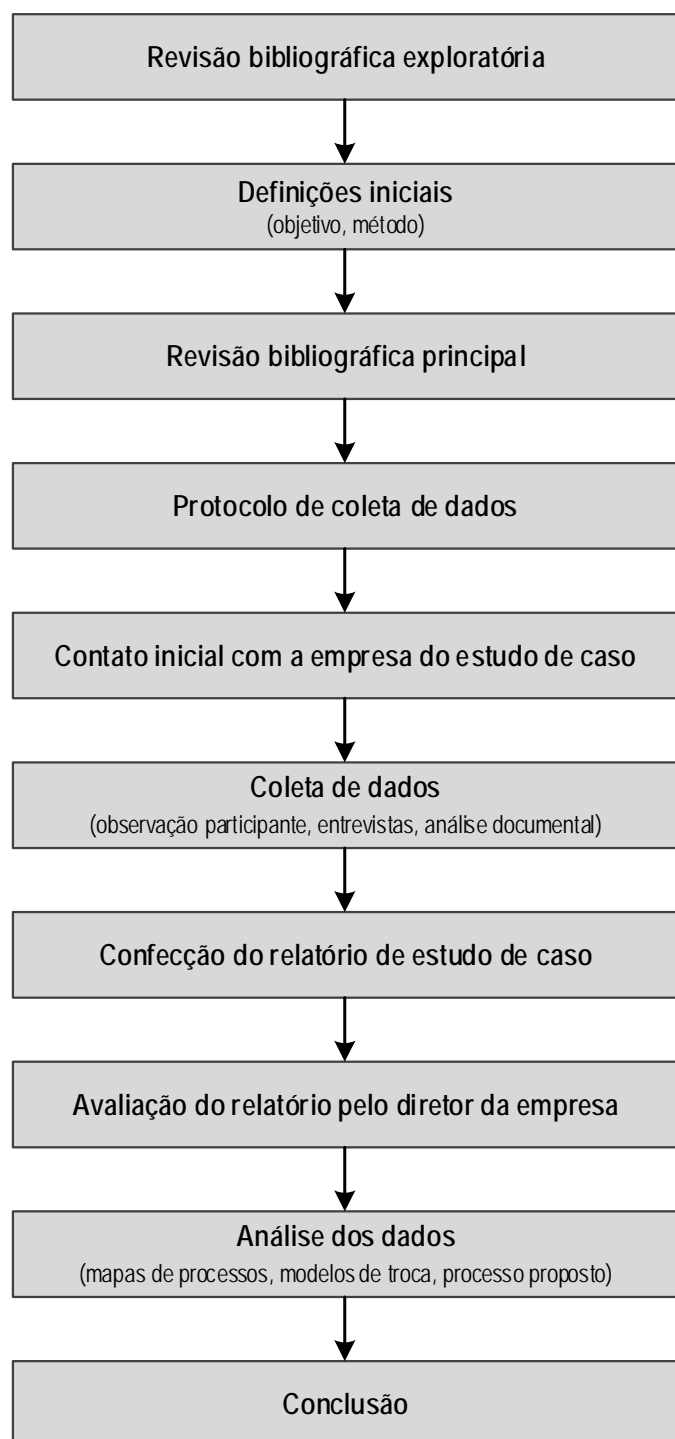 Revisão bibliográfica exploratória
Definições iniciais
(objetivo, método)
Revisão bibliográfica principal
Protocolo de coleta de dados
Contato inicial com a empresa do estudo de caso
Coleta de dados
(observação participante, entrevistas, análise documental)
Confecção do relatório de estudo de caso
Avaliação do relatório pelo diretor da empresa
Análise dos dados
(mapas de processos, modelos de troca, processo proposto)
Conclusão